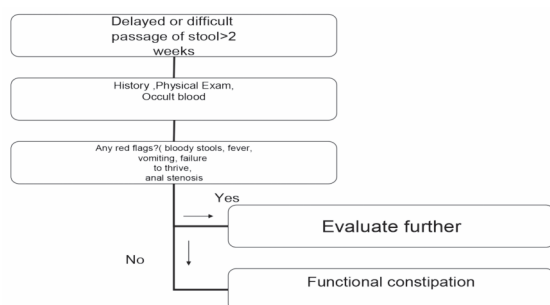 Delayed or difficult
passage of stool>2
weeks
History ,Physical Exam,
Occult blood
Any red flags?( bloody stools, fever,
vomiting, failure
to thrive,
anal stenosis
Yes
Evaluate further
No
Functional constipation